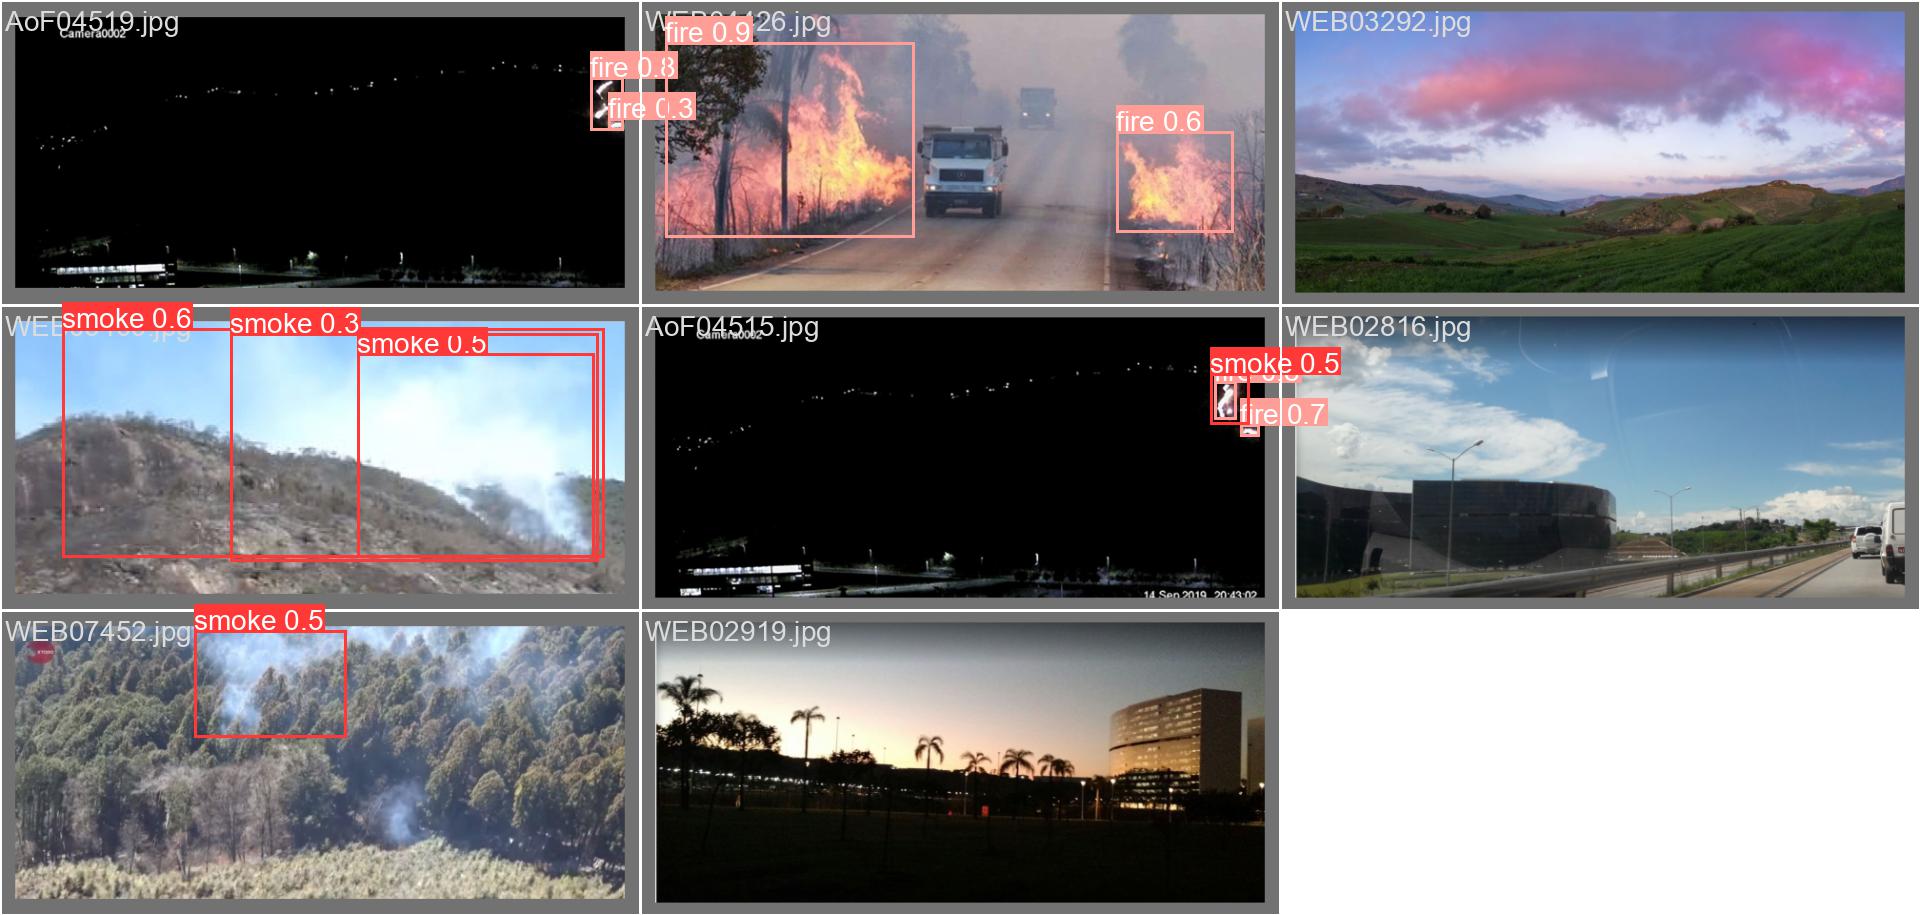 AoF04519.jpg
Camera0002
fire 0.8
fire 0.3
fire 0.9
fire 0.6
WEB03292.jpg
smoke 0.6
smoke 0.3
smoke 0.5
AoF04515.jpg
Camera0002
smoke 0.5
fire 0.7
14 Sep 2019 20:43:02
WEB02816.jpg
WEB07452.jpg
smoke 0.5
WEB02919.jpg